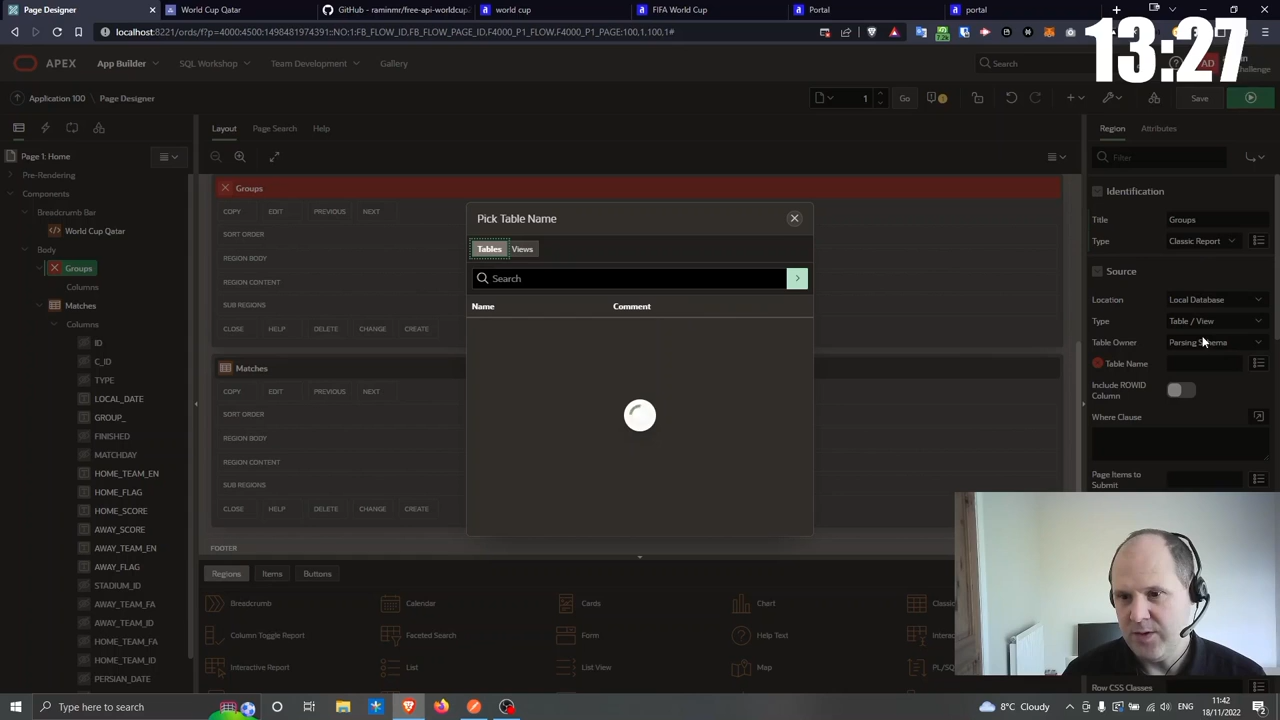 Page Designer
World Cup Qatar
GitHub - raminmr/free-api-worldcup2
world cup
FIFA World Cup
Portal
portal
localhost:8221/ords/f?p=4000:4500:1498481974391::NO:1:FB_FLOW_ID,FB_FLOW_PAGE_ID,F4000_P1_FLOW,F4000_P1_PAGE:100,1,100,1#
13:27
APEX
App Builder
SQL Workshop
Team Development
Gallery
Search
AD
Application 100
Page Designer
1
Go
Save
Layout
Page Search
Help
Region
Attributes
Page 1: Home
Pre-Rendering
Components
Breadcrumb Bar
World Cup Qatar
Body
Groups
Columns
Matches
Columns
ID
C_ID
TYPE
LOCAL_DATE
GROUP_
FINISHED
MATCHDAY
HOME_TEAM_EN
HOME_FLAG
HOME_SCORE
AWAY_SCORE
AWAY_TEAM_EN
AWAY_FLAG
STADIUM_ID
AWAY_TEAM_FA
AWAY_TEAM_ID
HOME_TEAM_FA
HOME_TEAM_ID
PERSIAN_DATE
Groups
COPY EDIT PREVIOUS NEXT
SORT ORDER
REGION BODY
REGION CONTENT
SUB REGIONS
CLOSE HELP DELETE CHANGE CREATE
Matches
COPY EDIT PREVIOUS NEXT
SORT ORDER
REGION BODY
REGION CONTENT
SUB REGIONS
CLOSE HELP DELETE CHANGE CREATE
FOOTER
Pick Table Name
Tables Views
Search
Name Comment
Regions Items Buttons
Breadcrumb Calendar Cards Chart
Column Toggle Report Faceted Search Form Help Text
Interactive Report List List View Map
Filter
Identification
Title Groups
Type Classic Report
Source
Location Local Database
Type Table / View
Table Owner Parsing Schema
Table Name
Include ROWID
Column
Where Clause
Page Items to
Submit
Row CSS Classes
Type here to search
8°C Cloudy
ENG
11:42
18/11/2022